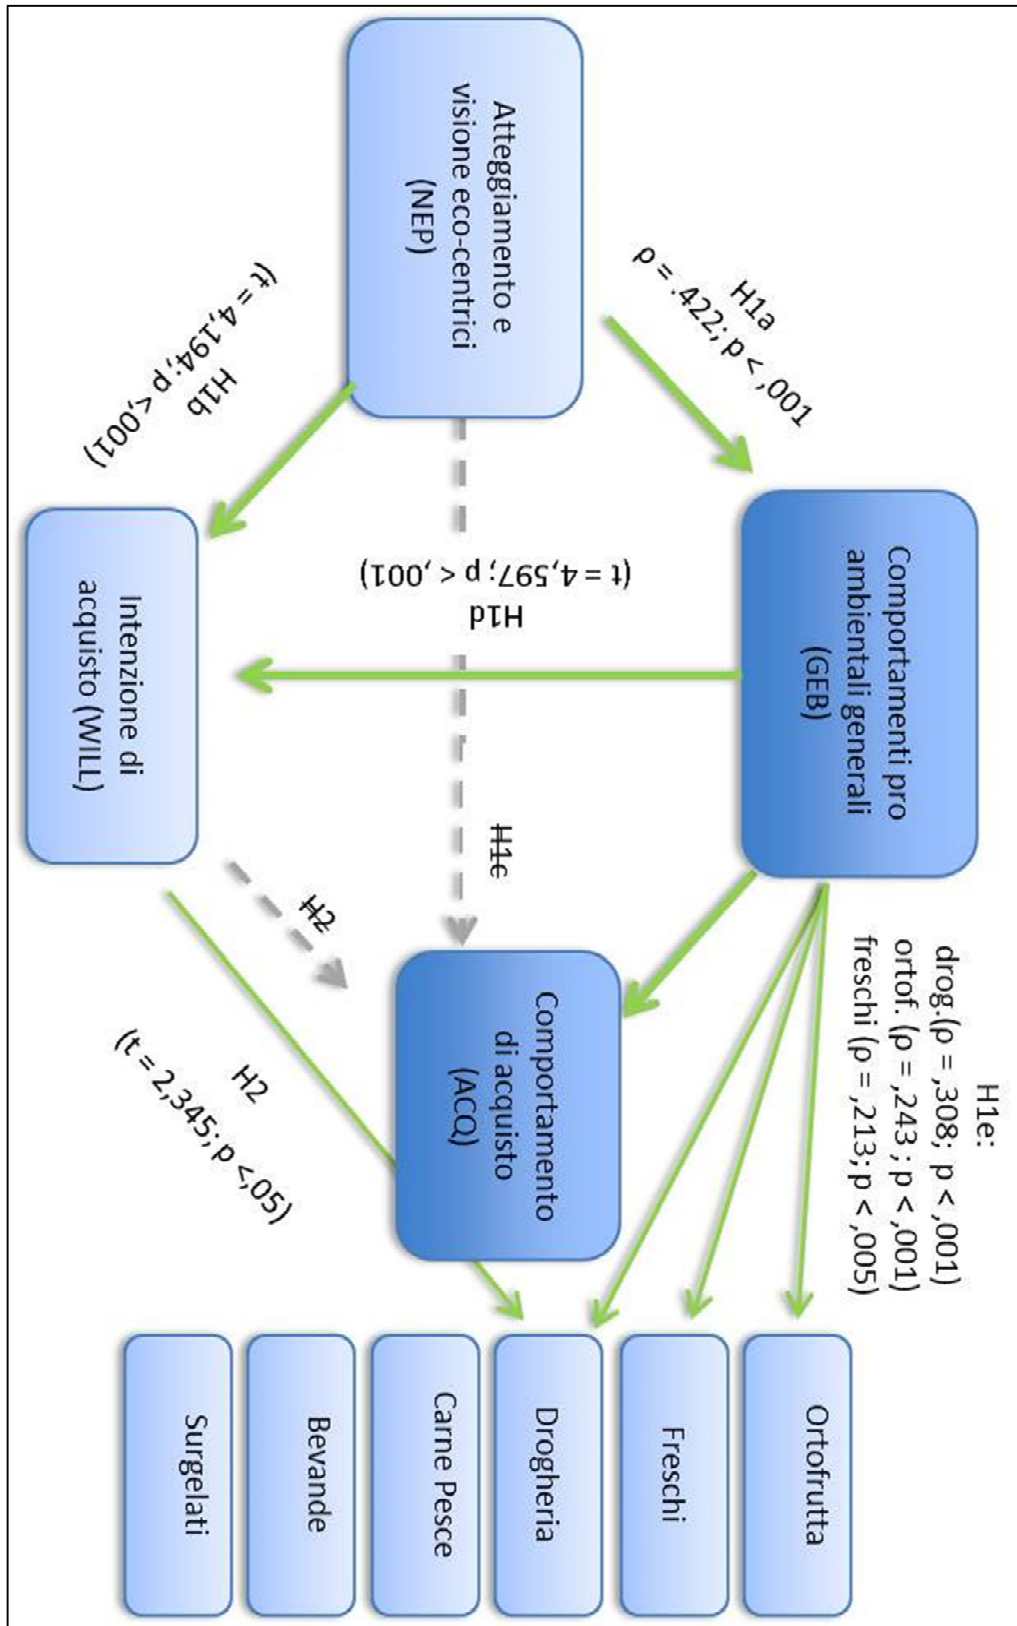 Atteggiamento e
visione eco-centrici
(NEP)
H1a
ρ = .422; p < ,001
Comportamenti pro
ambientali generali
(GEB)
H1e:
drog.(ρ = ,308; p < ,001)
ortof. (ρ = ,243 ; p < ,001)
freschi (ρ = ,213; p < ,005)
H1d
(t = 4,597; p < ,001)
H1c
H1b
(t = 4,194; p <,001)
Intenzione di
acquisto (WILL)
H2
Comportamento
di acquisto
(ACQ)
H2
(t = 2,345; p <,05)
Ortofrutta
Freschi
Drogheria
Carne Pesce
Bevande
Surgelati